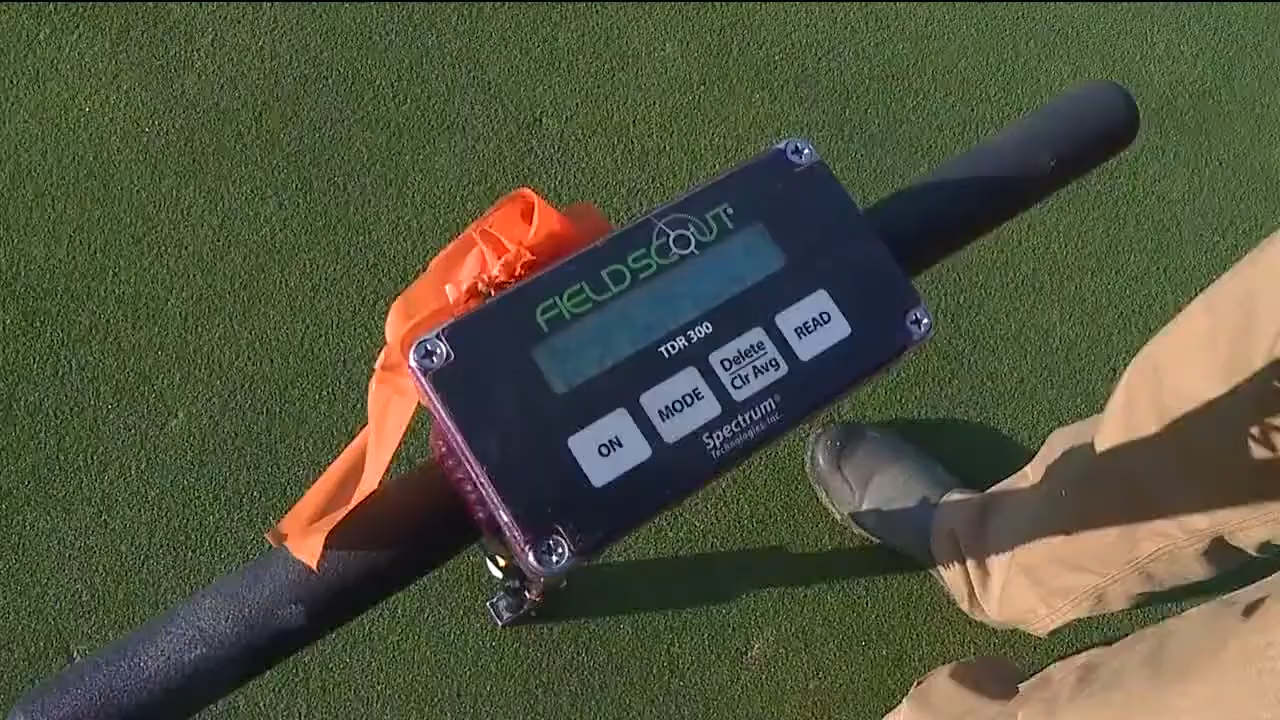 FIELDSCOUT®
TDR 300
ON
MODE
Delete
Clr Avg
READ
Spectrum®
Technologies, Inc.